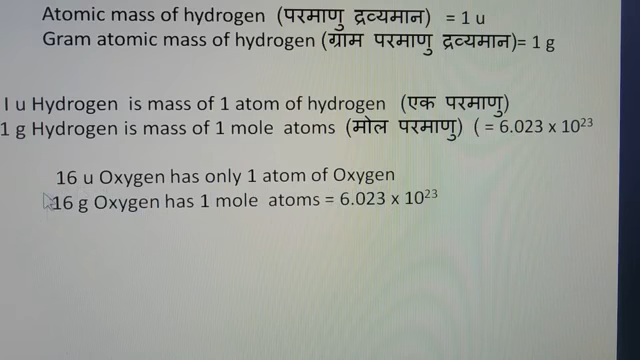 Atomic mass of hydrogen (परमाणु द्रव्यमान) = 1 u
Gram atomic mass of hydrogen (ग्राम परमाणु द्रव्यमान)= 1 g
I u Hydrogen is mass of 1 atom of hydrogen (एक परमाणु)
1 g Hydrogen is mass of 1 mole atoms (मोल परमाणु) ( = 6.023 x 10²³
16 u Oxygen has only 1 atom of Oxygen
16 g Oxygen has 1 mole atoms = 6.023 x 10²³